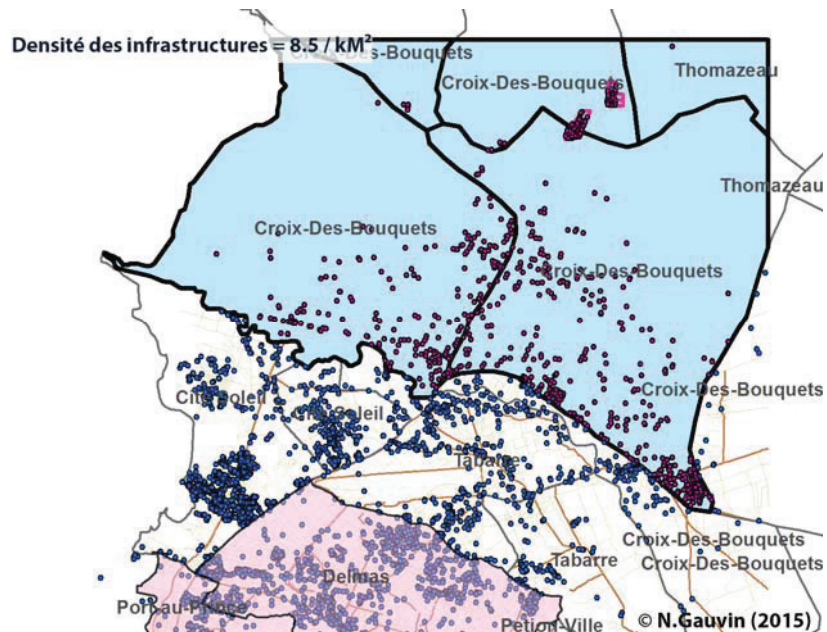 Densité des infrastructures = 8.5 / km²
Croix-Des-Bouquets
Croix-Des-Bouquets
Thomazeau
Thomazeau
Croix-Des-Bouquets
Croix-Des-Bouquets
Croix-Des-Bouquets
Cité Soleil
Cité Soleil
Tabarre
Croix-Des-Bouquets
Tabarre
Croix-Des-Bouquets
Delmas
Port-au-Prince
Petion-Ville
© N.Gauvin (2015)